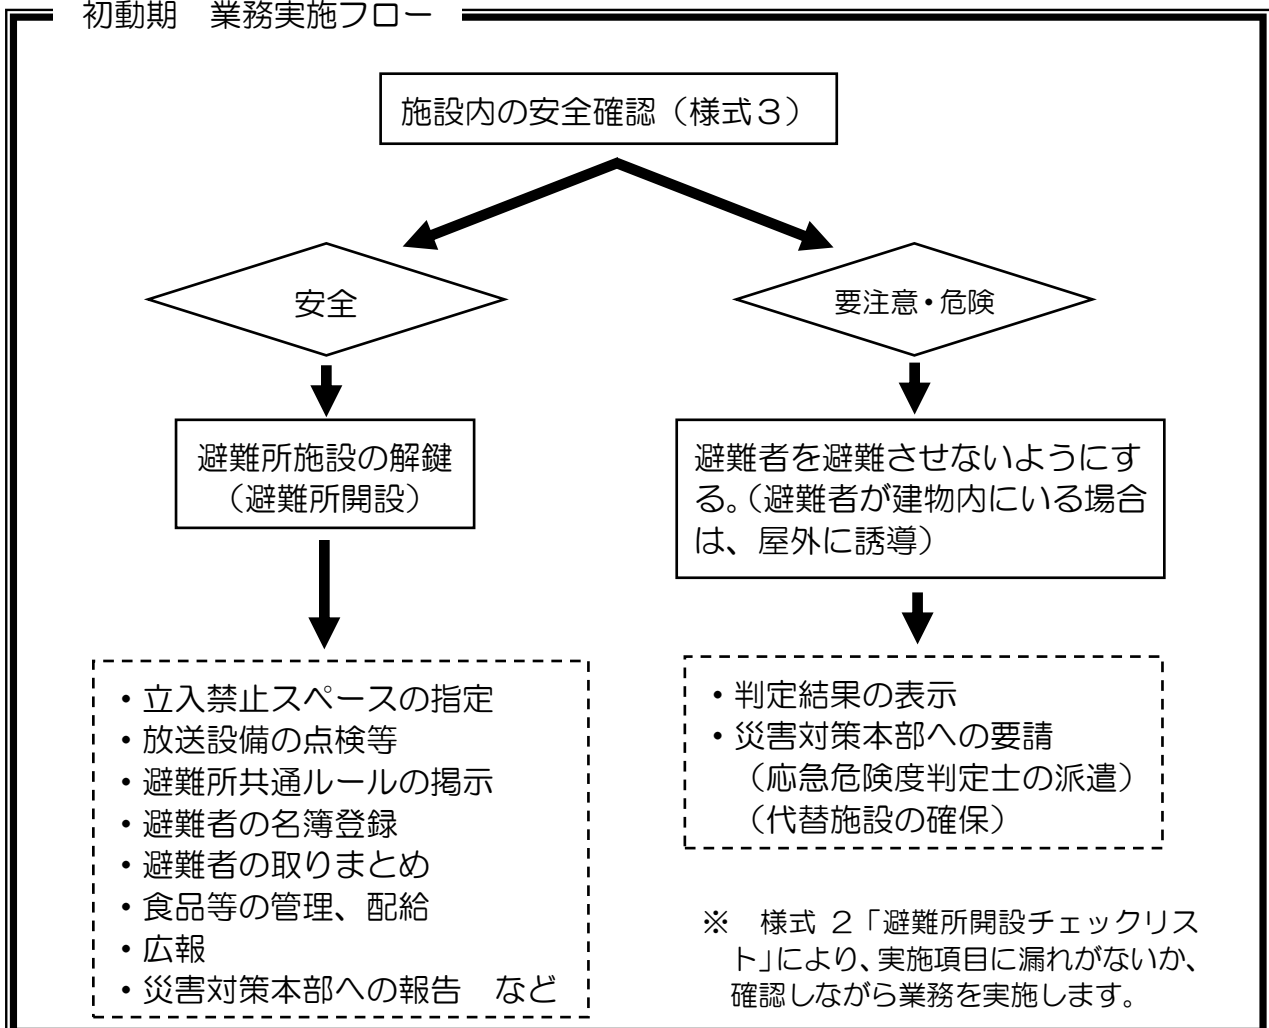 初動期　業務実施フロー
施設内の安全確認（様式３）
安全
要注意・危険
避難所施設の解鍵
（避難所開設）
避難者を避難させないようにす
る。（避難者が建物内にいる場合
は、屋外に誘導）
・立入禁止スペースの指定
・放送設備の点検等
・避難所共通ルールの掲示
・避難者の名簿登録
・避難者の取りまとめ
・食品等の管理、配給
・広報
・災害対策本部への報告　など
・判定結果の表示
・災害対策本部への要請
（応急危険度判定士の派遣）
（代替施設の確保）
※　様式 ２「避難所開設チェックリス
ト」により、実施項目に漏れがないか、
確認しながら業務を実施します。